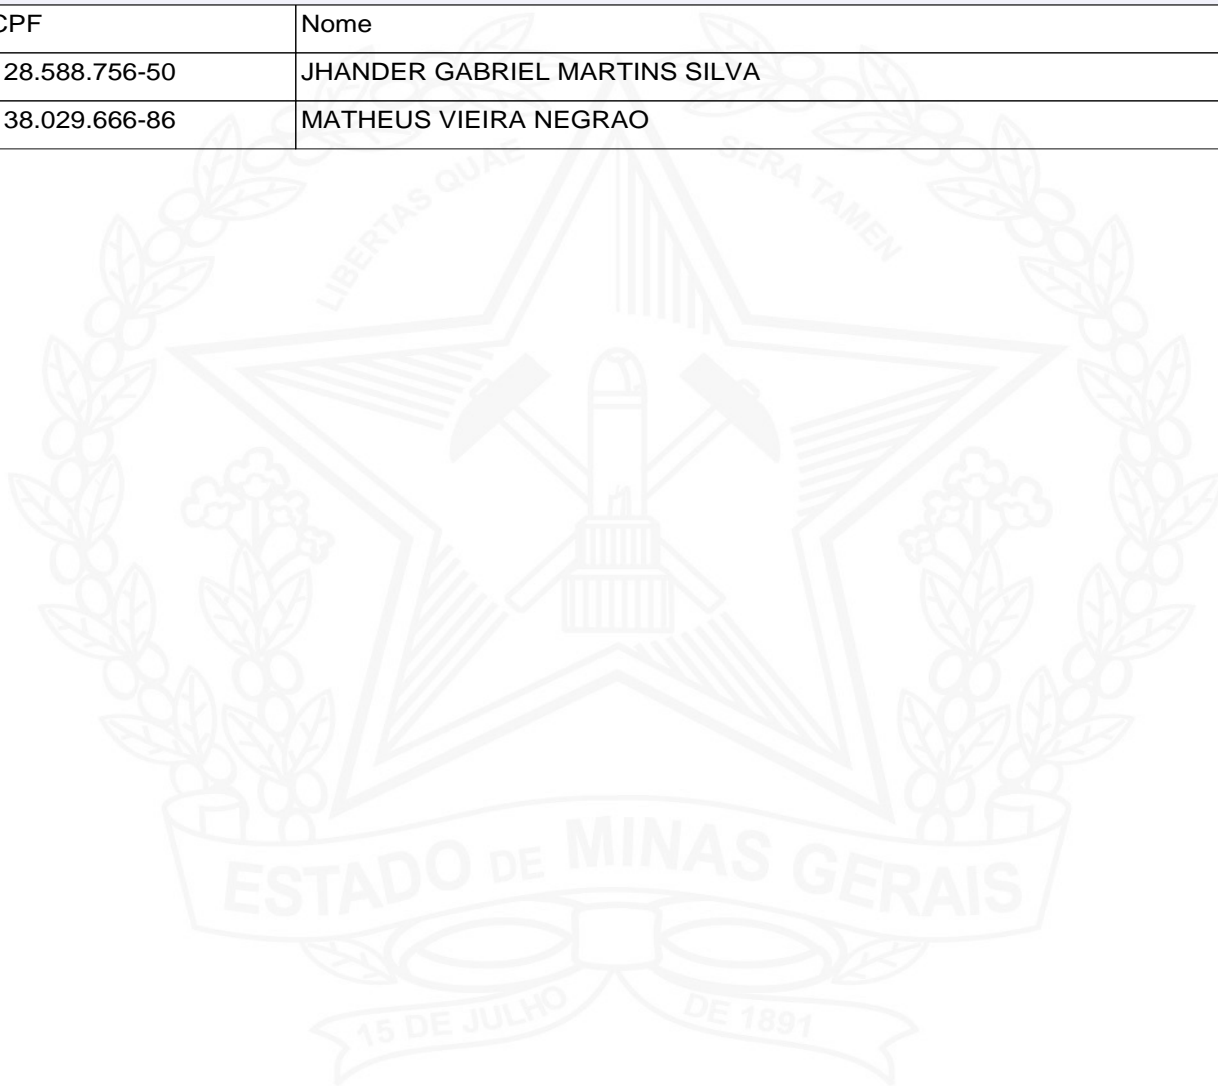 CPF Nome
28.588.756-50 JHANDER GABRIEL MARTINS SILVA
38.029.666-86 MATHEUS VIEIRA NEGRAO
LIBERTAS QUAE SERA TAMEN
ESTADO DE MINAS GERAIS
15 DE JULHO DE 1891